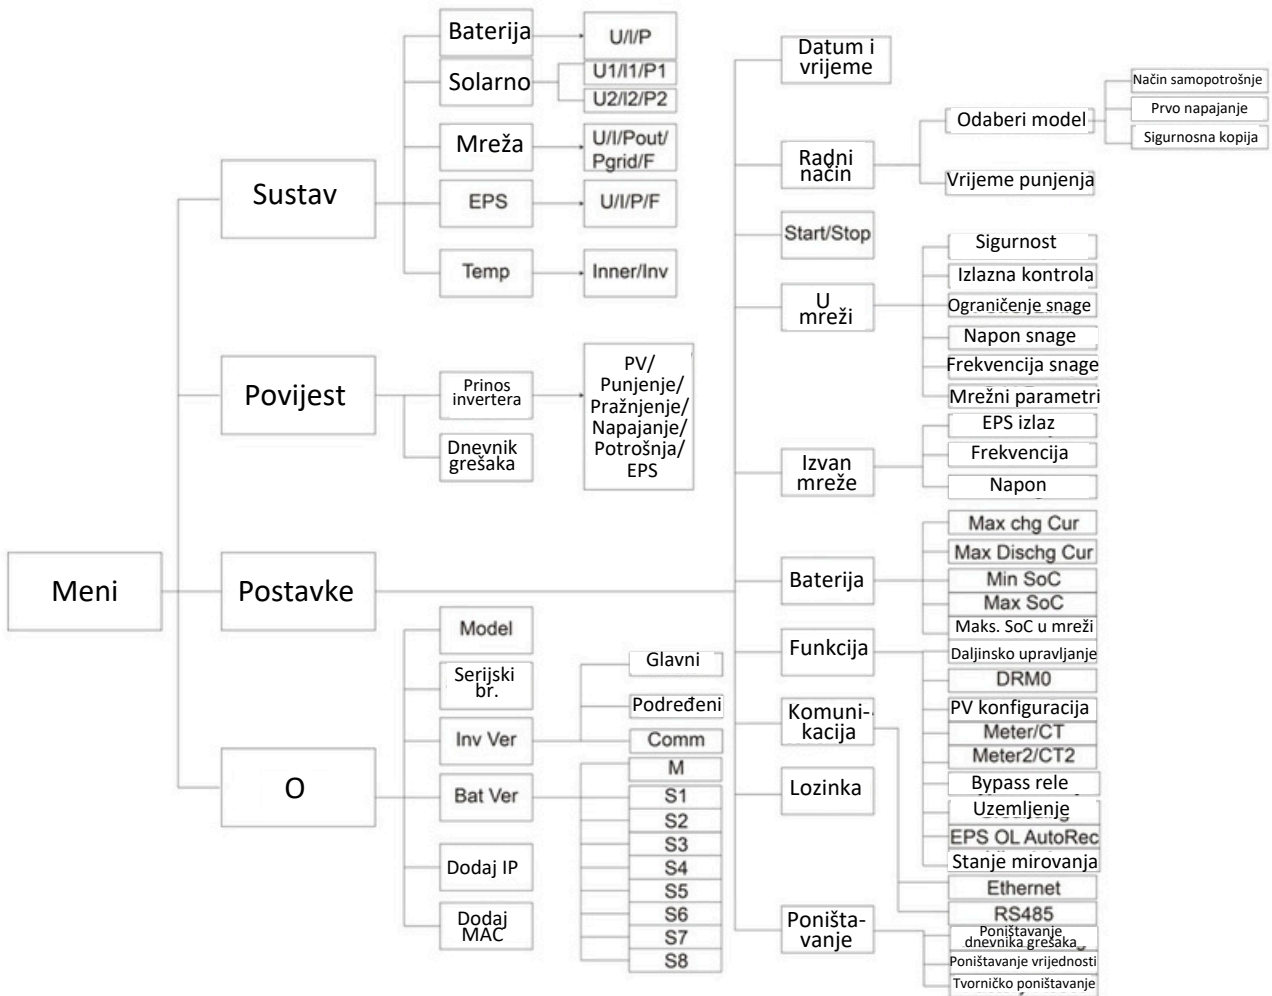 Meni
Sustav
Baterija
U/I/P
Solarno
U1/I1/P1
U2/I2/P2
Mreža
U/I/Pout/
Pgrid/F
EPS
U/I/P/F
Temp
Inner/Inv
Povijest
Prinos
invertera
PV/
Punjenje/
Pražnjenje/
Napajanje/
Potrošnja/
EPS
Dnevnik
grešaka
Postavke
Datum i
vrijeme
Radni
način
Odaberi model
Način samopotrošnje
Prvo napajanje
Sigurnosna kopija
Vrijeme punjenja
Start/Stop
U
mreži
Sigurnost
Izlazna kontrola
Ograničenje snage
Napon snage
Frekvencija snage
Mrežni parametri
Izvan
mreže
EPS izlaz
Frekvencija
Napon
Baterija
Max chg Cur
Max Dischg Cur
Min SoC
Max SoC
Maks. SoC u mreži
Funkcija
Daljinsko upravljanje
DRM0
PV konfiguracija
Meter/CT
Meter2/CT2
Bypass rele
Uzemljenje
EPS OL AutoRec
Stanje mirovanja
Komuni-
kacija
Ethernet
RS485
Lozinka
Poništa-
vanje
Poništavanje
dnevnika grešaka
Poništavanje vrijednosti
Tvorničko poništavanje
O
Model
Serijski
br.
Inv Ver
Glavni
Podređeni
Comm
Bat Ver
M
S1
S2
S3
S4
S5
S6
S7
S8
Dodaj IP
Dodaj
MAC